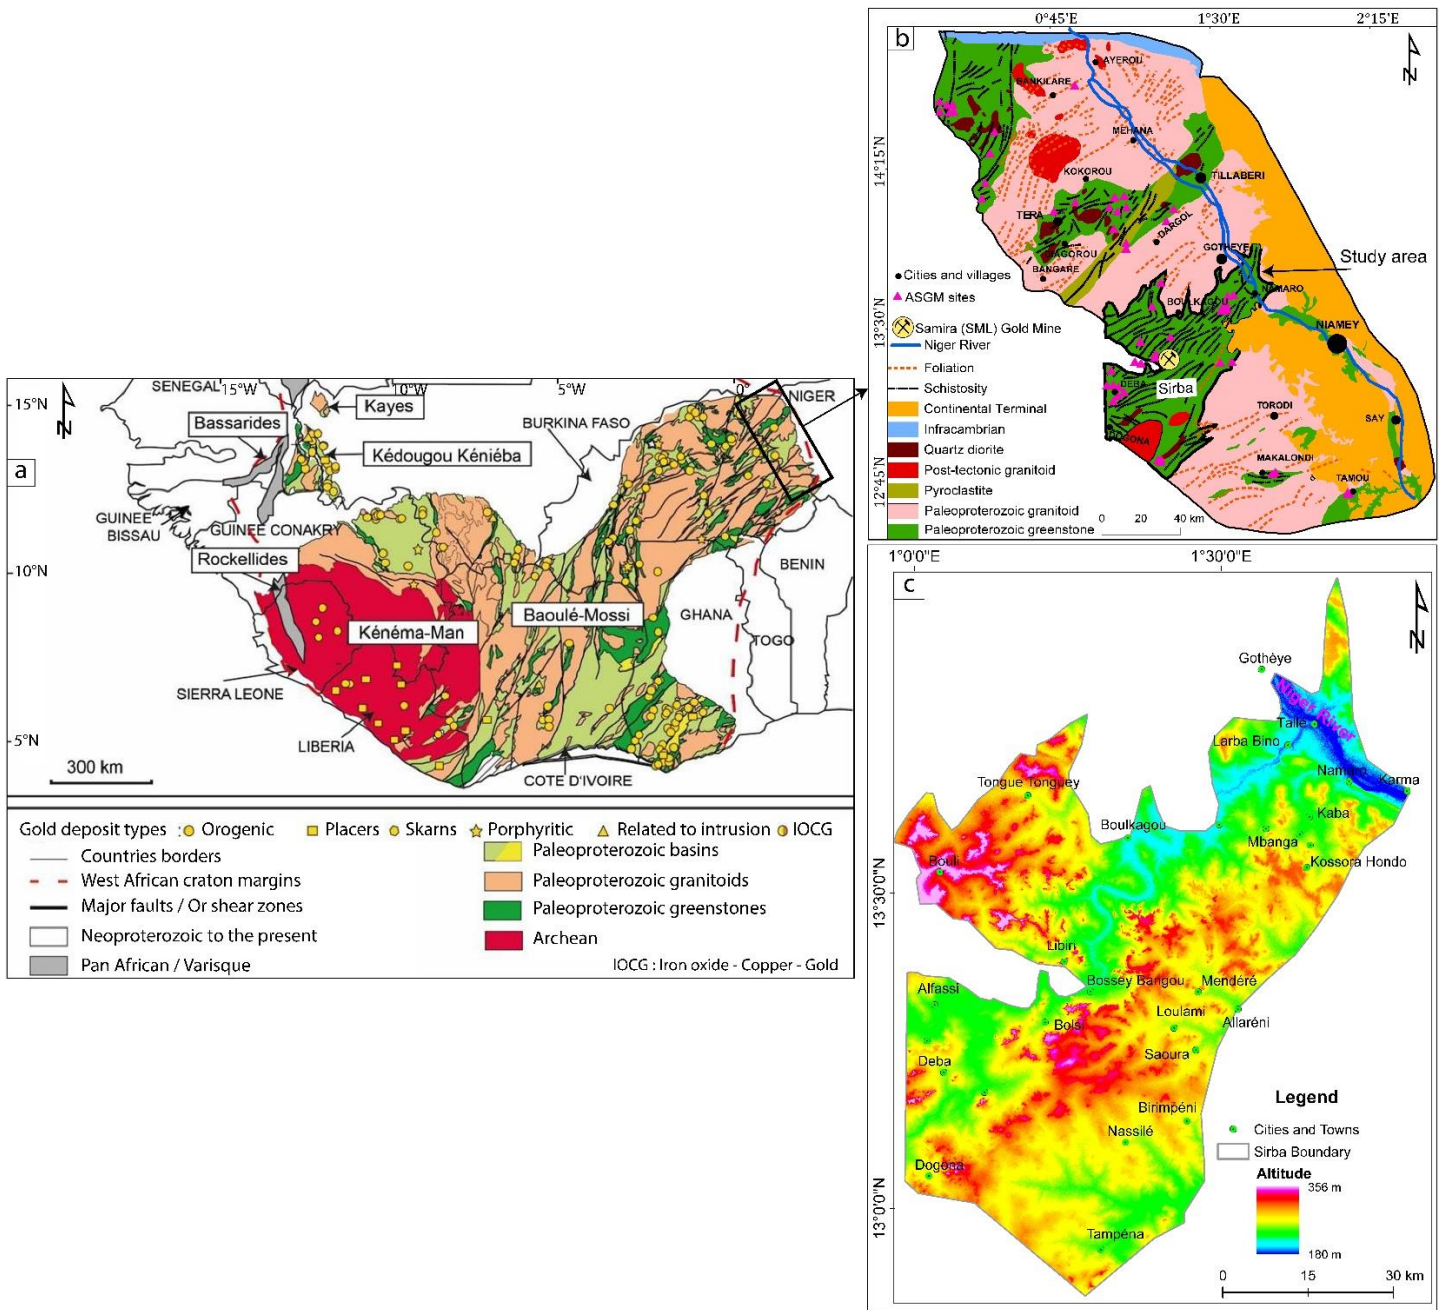 a
15°W
10°W
5°W
0°
15°N
10°N
5°N
SENEGAL
NIGER
Kayes
Bassarides
BURKINA FASO
Kédougou Kéniéba
GUINEE
BISSAU
GUINEE CONAKRY
Rockellides
BENIN
Baoulé-Mossi
GHANA
Kénéma-Man
TOGO
SIERRA LEONE
LIBERIA
COTE D'IVOIRE
300 km
N
Gold deposit types :
Orogenic
Placers
Skarns
Porphyritic
Related to intrusion
IOCG
Countries borders
West African craton margins
Major faults / Or shear zones
Neoproterozoic to the present
Pan African / Varisque
Paleoproterozoic basins
Paleoproterozoic granitoids
Paleoproterozoic greenstones
Archean
IOCG : Iron oxide - Copper - Gold
b
0°45'E
1°30'E
2°15'E
14°15'N
13°30'N
12°45'N
N
AYEROU
BANKILARE
MEHANA
KOKOROU
TILLABERI
TERA
DARGOL
GOTHEYE
BANGARE
NAMARO
BOULKAGOU
NIAMEY
DEBA
Sirba
TORODI
SAY
DOGONA
MAKALONDI
TAMOU
Study area
Cities and villages
ASGM sites
Samira (SML) Gold Mine
Niger River
Foliation
Schistosity
Continental Terminal
Infracambrian
Quartz diorite
Post-tectonic granitoid
Pyroclastite
Paleoproterozoic granitoid
Paleoproterozoic greenstone
0 20 40 km
c
1°0'0"E
1°30'0"E
13°30'0"N
13°0'0"N
N
Gothèye
Niger River
Talle
Larba Bino
Namaro
Karma
Tongue Tonguey
Kaba
Boulkagou
Mbanga
Kossora Hondo
Bouli
Libiri
Bossey Bangou
Mendéré
Alfassi
Loulami
Allaréni
Bolsi
Saoura
Deba
Birimpéni
Nassilé
Dogona
Tampéna
Legend
Cities and Towns
Sirba Boundary
Altitude
356 m
180 m
0 15 30 km